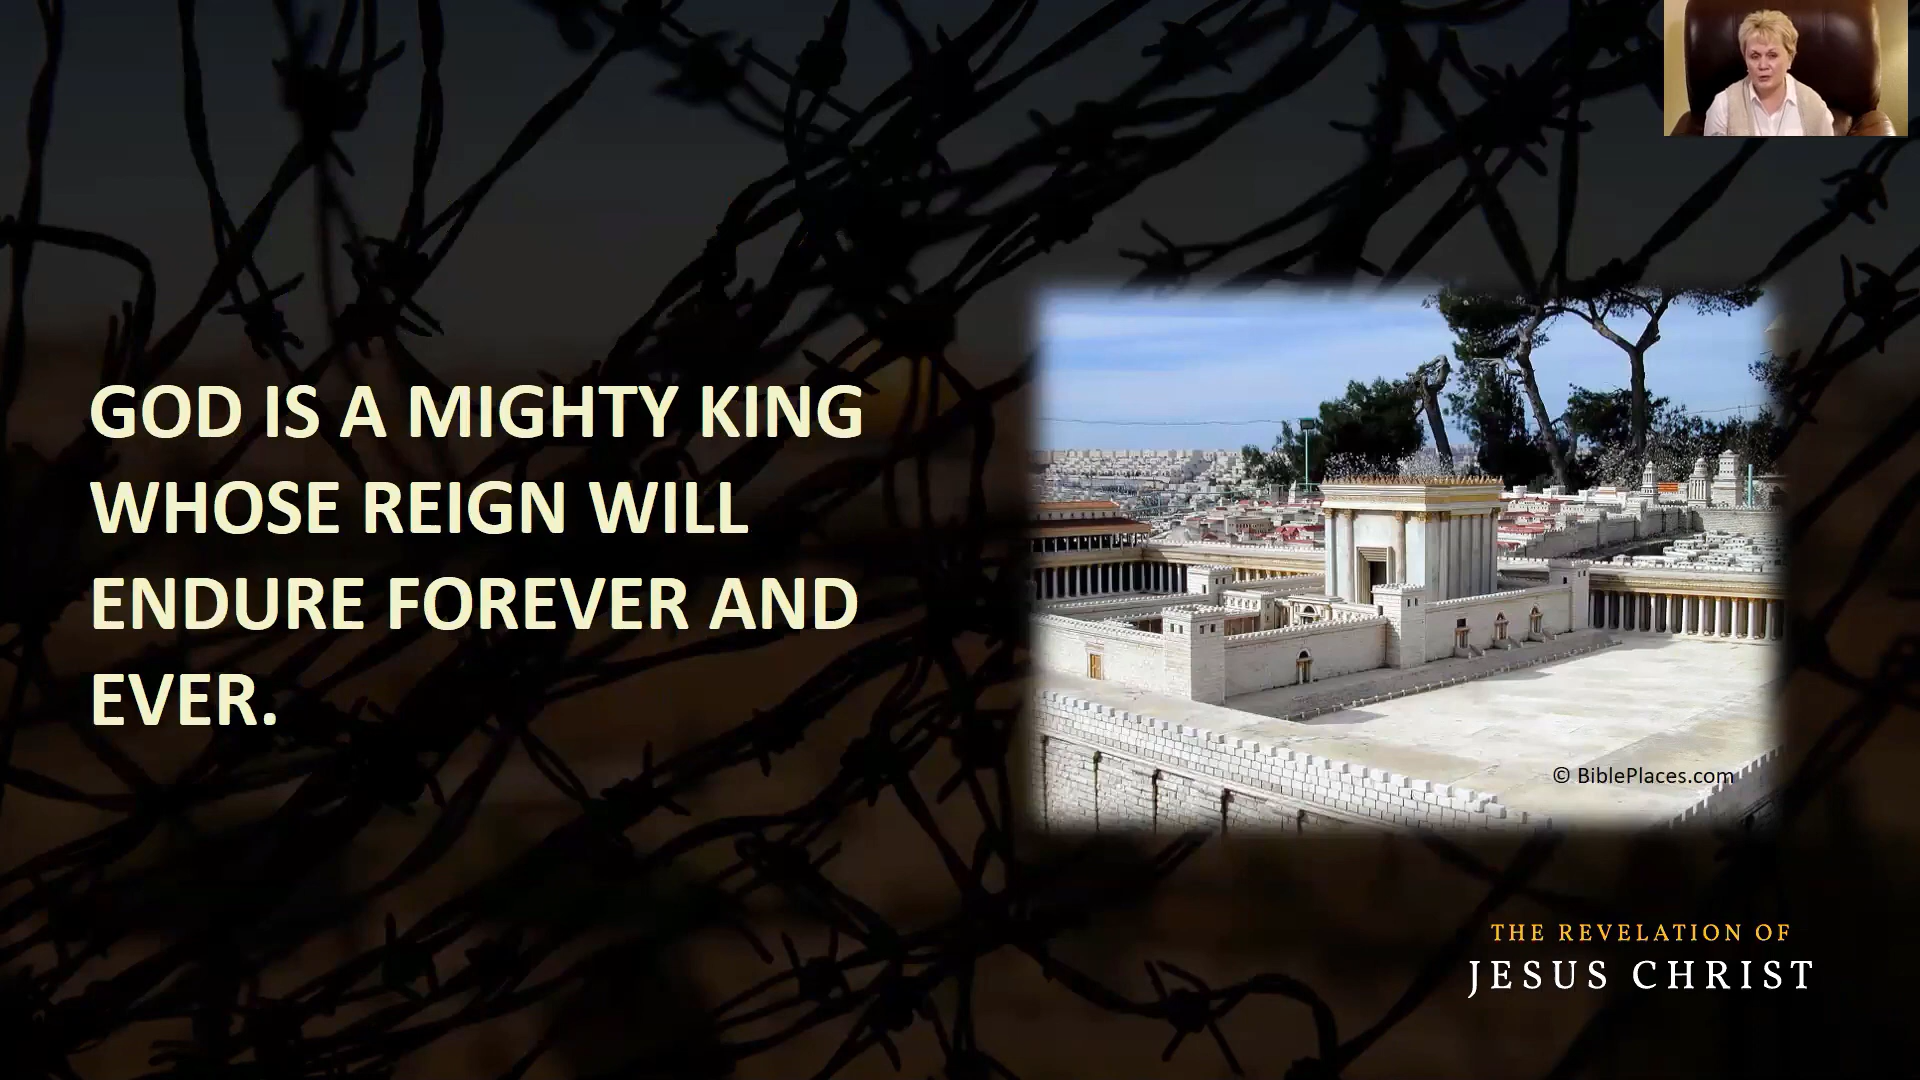 GOD IS A MIGHTY KING
WHOSE REIGN WILL
ENDURE FOREVER AND
EVER.
© BiblePlaces.com
THE REVELATION OF
JESUS CHRIST